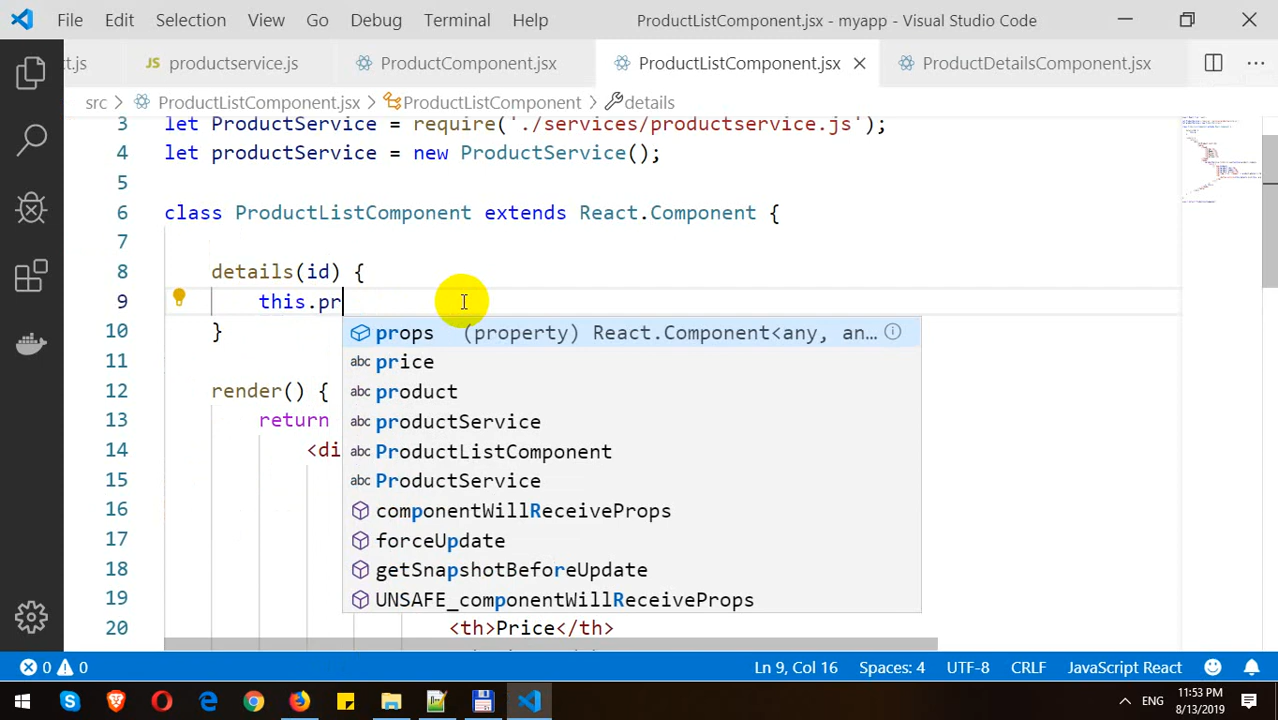 File Edit Selection View Go Debug Terminal Help ProductListComponent.jsx - myapp - Visual Studio Code
t.js JS productservice.js ProductComponent.jsx ProductListComponent.jsx ProductDetailsComponent.jsx
src > ProductListComponent.jsx > ProductListComponent > details
3 let ProductService = require('./services/productservice.js');
4 let productService = new ProductService();
5
6 class ProductListComponent extends React.Component {
7
8 details(id) {
9 this.pr
props (property) React.Component<any, an…
10 }
price
11
product
12 render() {
productService
13 return
ProductListComponent
14 <di
ProductService
15
componentWillReceiveProps
16
forceUpdate
17
getSnapshotBeforeUpdate
18
UNSAFE_componentWillReceiveProps
19
20 <th>Price</th>
0 0 Ln 9, Col 16 Spaces: 4 UTF-8 CRLF JavaScript React
ENG 11:53 PM
8/13/2019